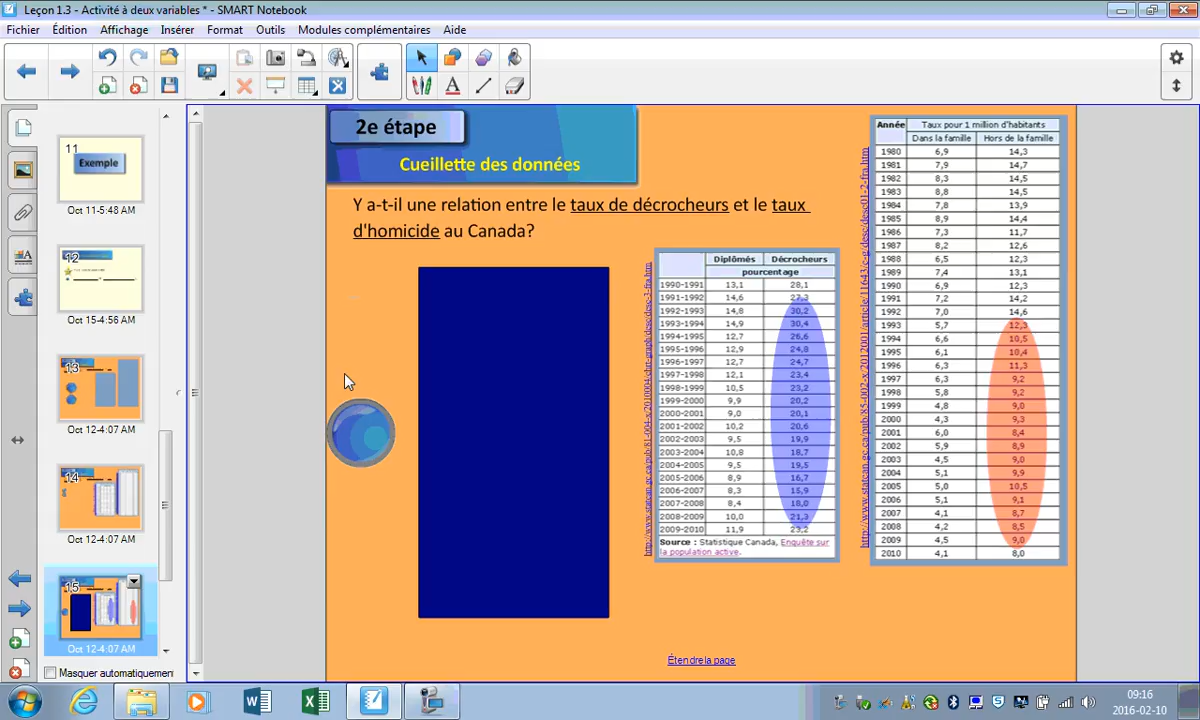 Leçon 1.3 - Activité à deux variables * - SMART Notebook
Fichier Édition Affichage Insérer Format Outils Modules complémentaires Aide
11
Exemple
Oct 11-5:48 AM
12
Oct 15-4:56 AM
13
Oct 12-4:07 AM
14
Oct 12-4:07 AM
15
Oct 12-4:07 AM
Masquer automatiquement
2e étape
Cueillette des données
Y a-t-il une relation entre le taux de décrocheurs et le taux
d'homicide au Canada?
Diplômés Décrocheurs
pourcentage
1990-1991 13,1 28,1
1991-1992 14,6 27,3
1992-1993 14,8 30,2
1993-1994 14,9 30,4
1994-1995 12,7 26,6
1995-1996 12,9 24,8
1996-1997 12,7 24,7
1997-1998 12,1 23,4
1998-1999 10,5 23,2
1999-2000 9,9 20,2
2000-2001 9,0 20,1
2001-2002 10,2 20,6
2002-2003 9,5 19,9
2003-2004 10,8 18,7
2004-2005 9,5 19,5
2005-2006 8,9 16,7
2006-2007 8,3 15,9
2007-2008 8,4 18,0
2008-2009 10,0 21,3
2009-2010 11,9 23,2
Source : Statistique Canada, Enquête sur
la population active.
Année Taux pour 1 million d'habitants
Dans la famille Hors de la famille
1980 6,9 14,3
1981 7,9 14,7
1982 8,3 14,5
1983 8,8 14,5
1984 7,8 13,9
1985 8,9 14,4
1986 7,3 11,7
1987 8,2 12,6
1988 6,5 12,3
1989 7,4 13,1
1990 6,9 12,3
1991 7,2 14,2
1992 7,0 14,6
1993 5,7 12,3
1994 6,6 10,5
1995 6,1 10,4
1996 6,3 11,3
1997 6,3 9,2
1998 5,8 9,2
1999 4,8 9,0
2000 4,3 9,3
2001 6,0 8,4
2002 5,9 8,9
2003 4,5 9,0
2004 5,1 9,9
2005 5,0 10,5
2006 5,1 9,1
2007 4,1 8,7
2008 4,2 8,5
2009 4,5 9,0
2010 4,1 8,0
Étendre la page
09:16
2016-02-10